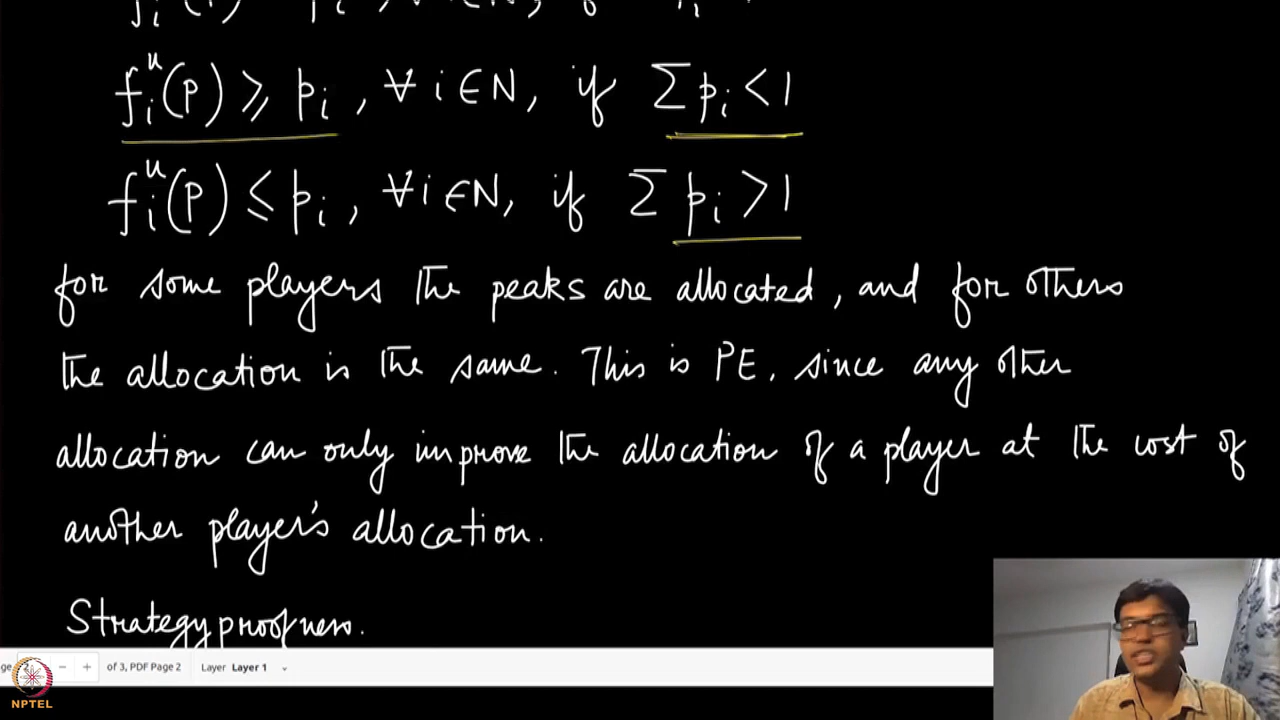 f_i^u(P) ≥ p_i, ∀ i ∈ N, if Σ p_i < 1
f_i^u(P) ≤ p_i, ∀ i ∈ N, if Σ p_i > 1
for some players the peaks are allocated, and for others
the allocation is the same. This is PE, since any other
allocation can only improve the allocation of a player at the cost of
another player's allocation.
Strategyproofness.
of 3, PDF Page 2 Layer Layer 1
NPTEL